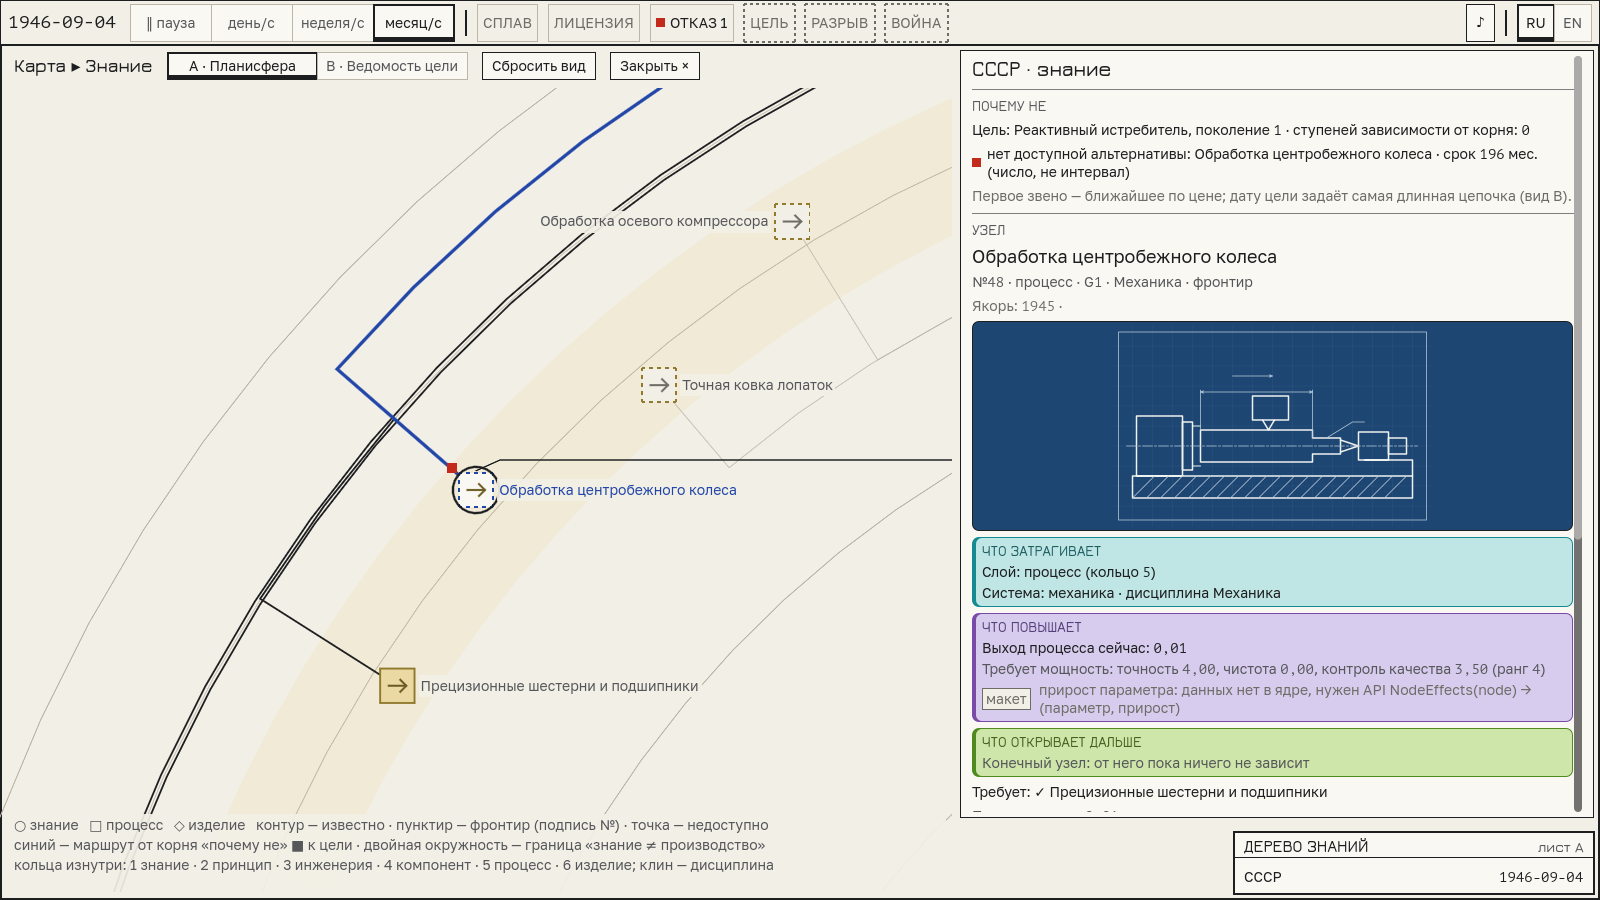 1946-09-04 ‖ пауза день/с неделя/с месяц/с СПЛАВ ЛИЦЕНЗИЯ ОТКАЗ 1 ЦЕЛЬ РАЗРЫВ ВОЙНА ♪ RU EN
Карта ▸ Знание А · Планисфера В · Ведомость цели Сбросить вид Закрыть ×
Обработка осевого компрессора
Точная ковка лопаток
Обработка центробежного колеса
Прецизионные шестерни и подшипники
○ знание □ процесс ◇ изделие контур — известно · пунктир — фронтир (подпись №) · точка — недоступно
синий — маршрут от корня «почему не» ■ к цели · двойная окружность — граница «знание ≠ производство»
кольца изнутри: 1 знание · 2 принцип · 3 инженерия · 4 компонент · 5 процесс · 6 изделие; клин — дисциплина
СССР · знание
ПОЧЕМУ НЕ
Цель: Реактивный истребитель, поколение 1 · ступеней зависимости от корня: 0
нет доступной альтернативы: Обработка центробежного колеса · срок 196 мес.
(число, не интервал)
Первое звено — ближайшее по цене; дату цели задаёт самая длинная цепочка (вид В).
УЗЕЛ
Обработка центробежного колеса
№48 · процесс · G1 · Механика · фронтир
Якорь: 1945 ·
ЧТО ЗАТРАГИВАЕТ
Слой: процесс (кольцо 5)
Система: механика · дисциплина Механика
ЧТО ПОВЫШАЕТ
Выход процесса сейчас: 0,01
Требует мощность: точность 4,00, чистота 0,00, контроль качества 3,50 (ранг 4)
макет прирост параметра: данных нет в ядре, нужен API NodeEffects(node) →
(параметр, прирост)
ЧТО ОТКРЫВАЕТ ДАЛЬШЕ
Конечный узел: от него пока ничего не зависит
Требует: ✓ Прецизионные шестерни и подшипники
ДЕРЕВО ЗНАНИЙ лист А
СССР 1946-09-04